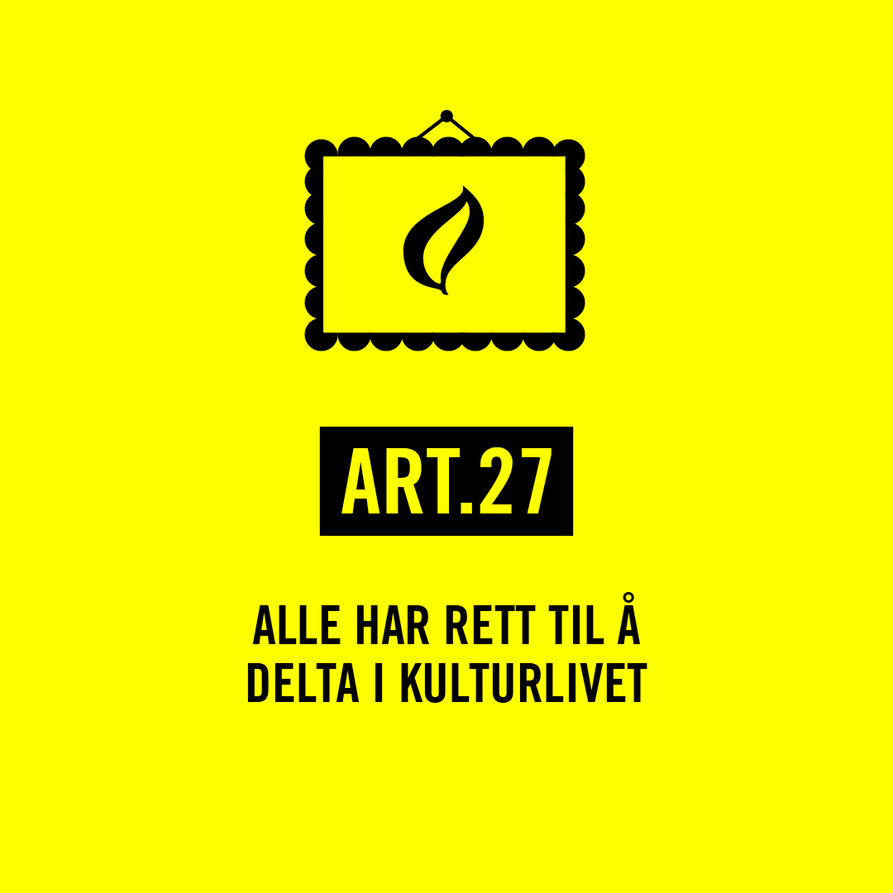 ART.27
ALLE HAR RETT TIL Å
DELTA I KULTURLIVET